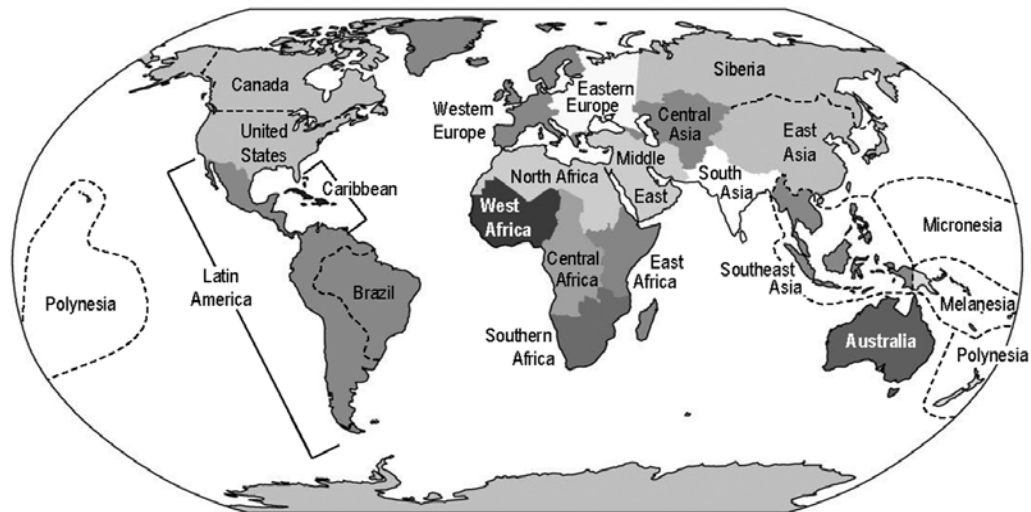 Canada
United
States
Caribbean
Latin
America
Brazil
Polynesia
Western
Europe
Eastern
Europe
Siberia
Central
Asia
East
Asia
Middle
East
South
Asia
North Africa
West
Africa
Central
Africa
East
Africa
Southern
Africa
Southeast
Asia
Micronesia
Melanesia
Australia
Polynesia